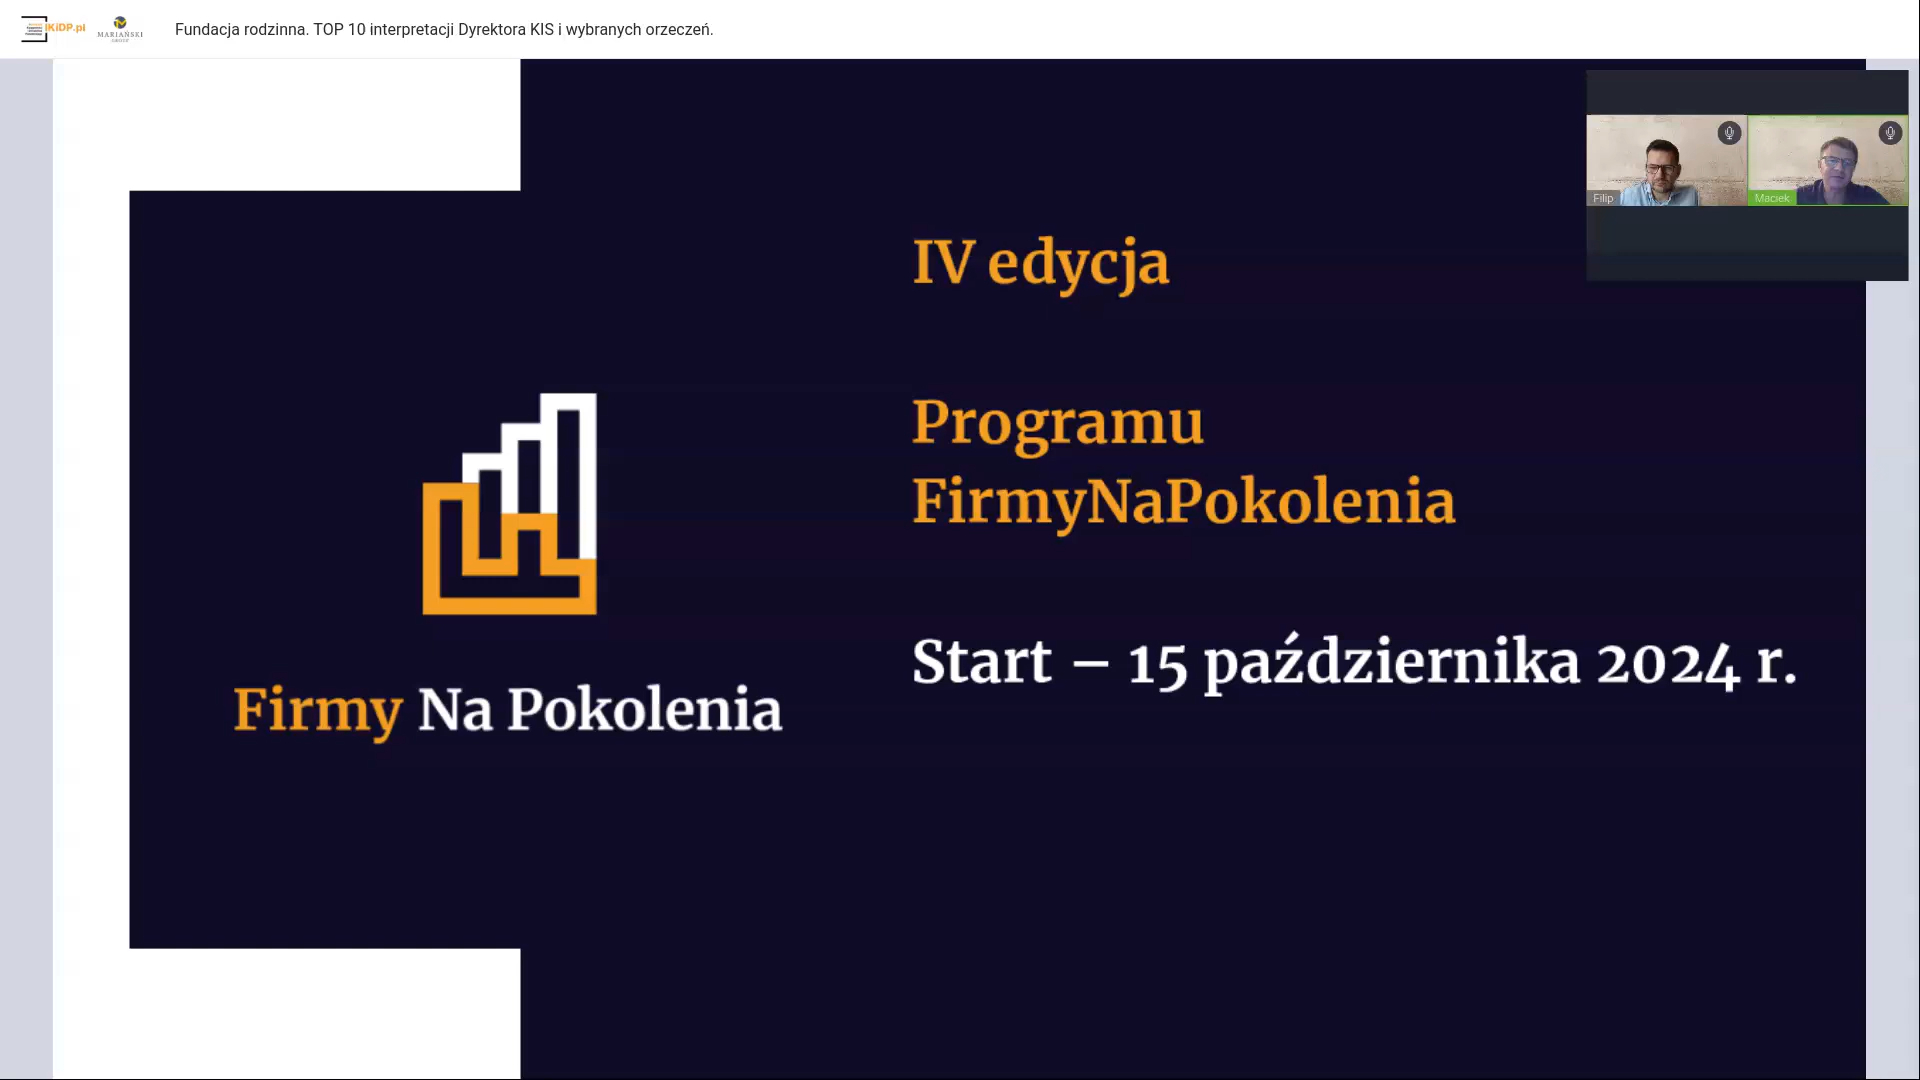 iKiDP.pl
MARIAŃSKI
Fundacja rodzinna. TOP 10 interpretacji Dyrektora KIS i wybranych orzeczeń.
Filip
Maciek
IV edycja
Programu
FirmyNaPokolenia
Start – 15 października 2024 r.
Firmy Na Pokolenia